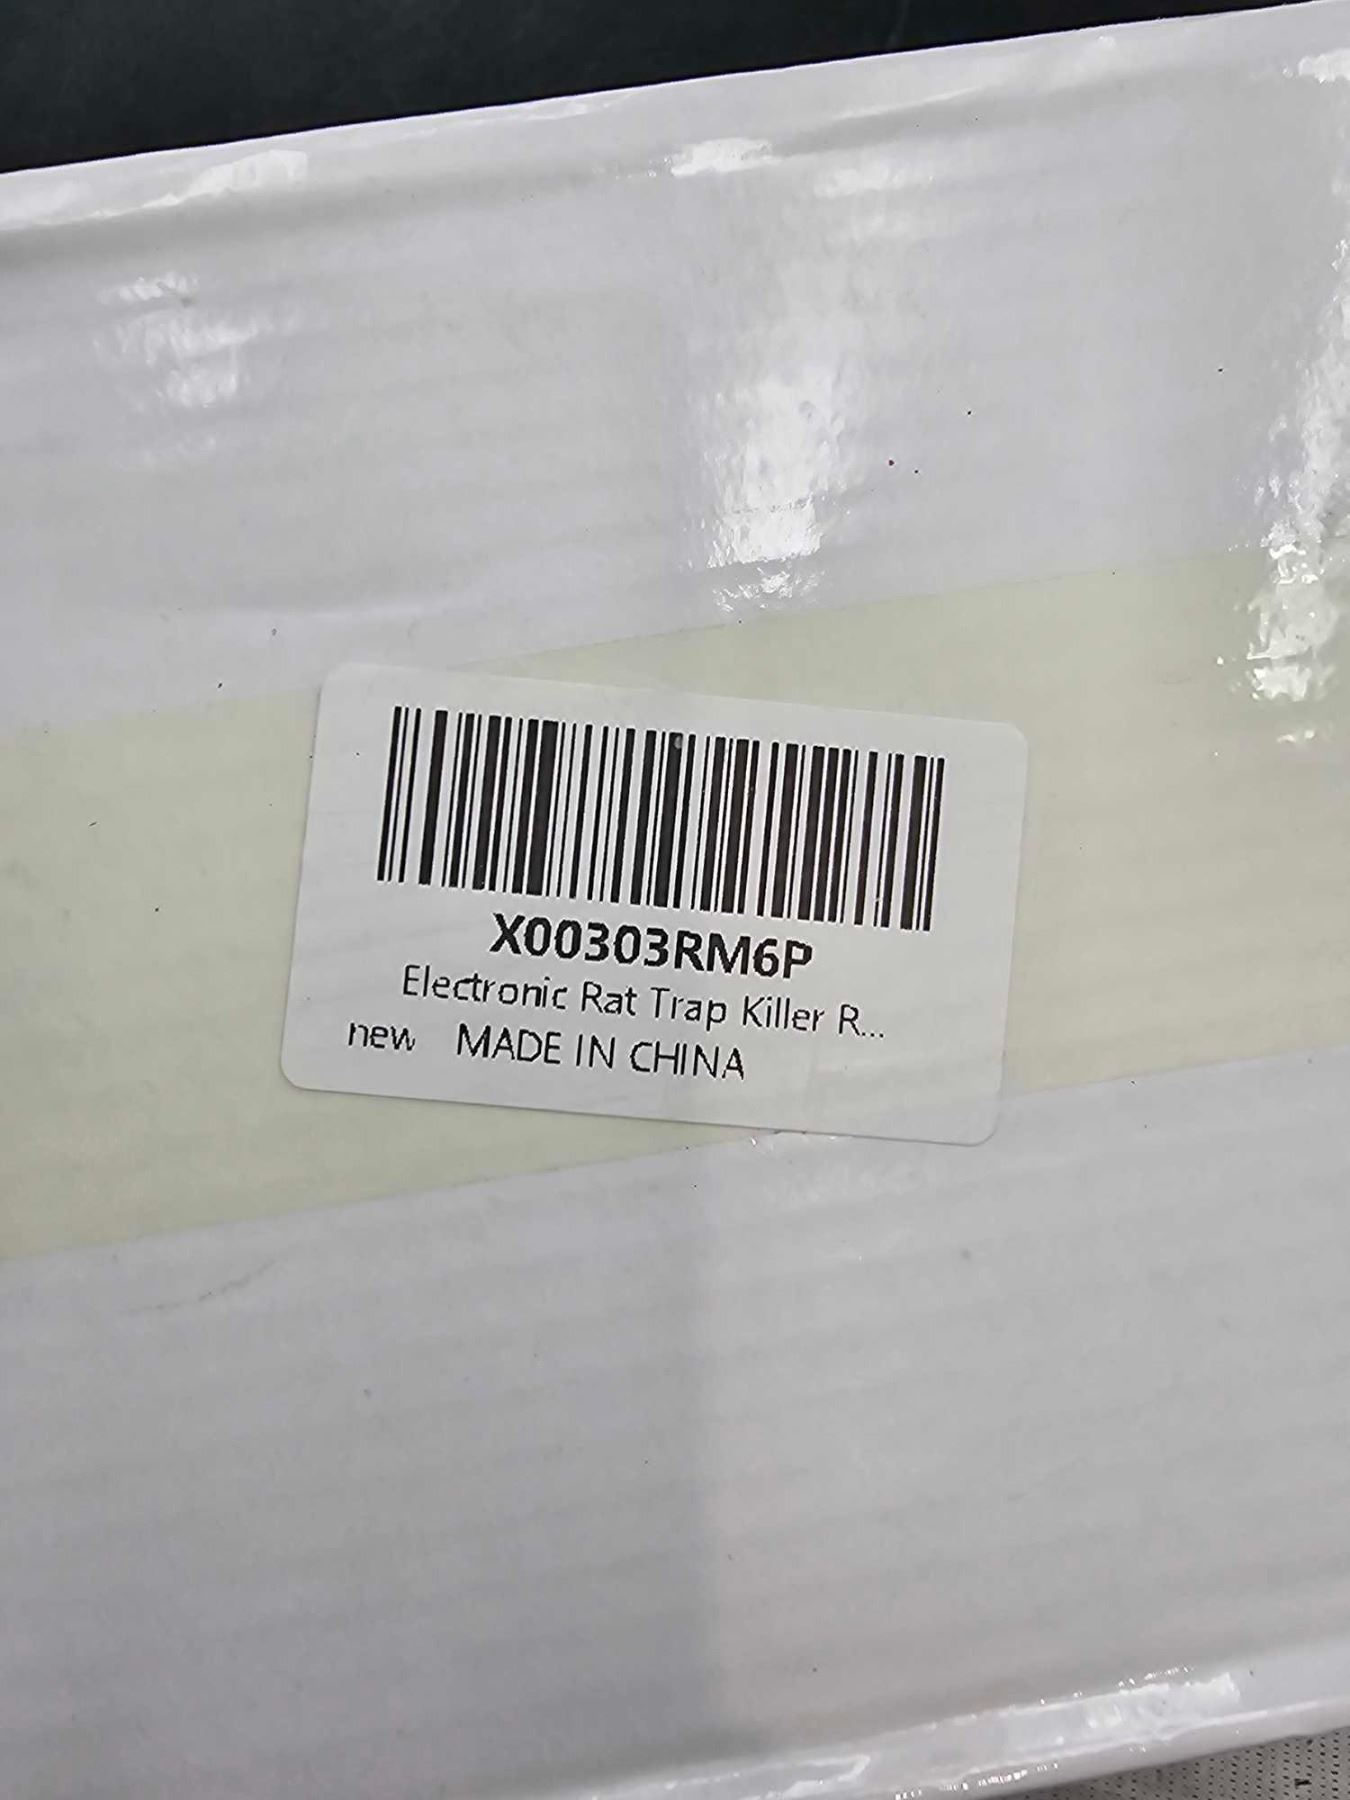 X00303RM6P
Electronic Rat Trap Killer R...
new MADE IN CHINA